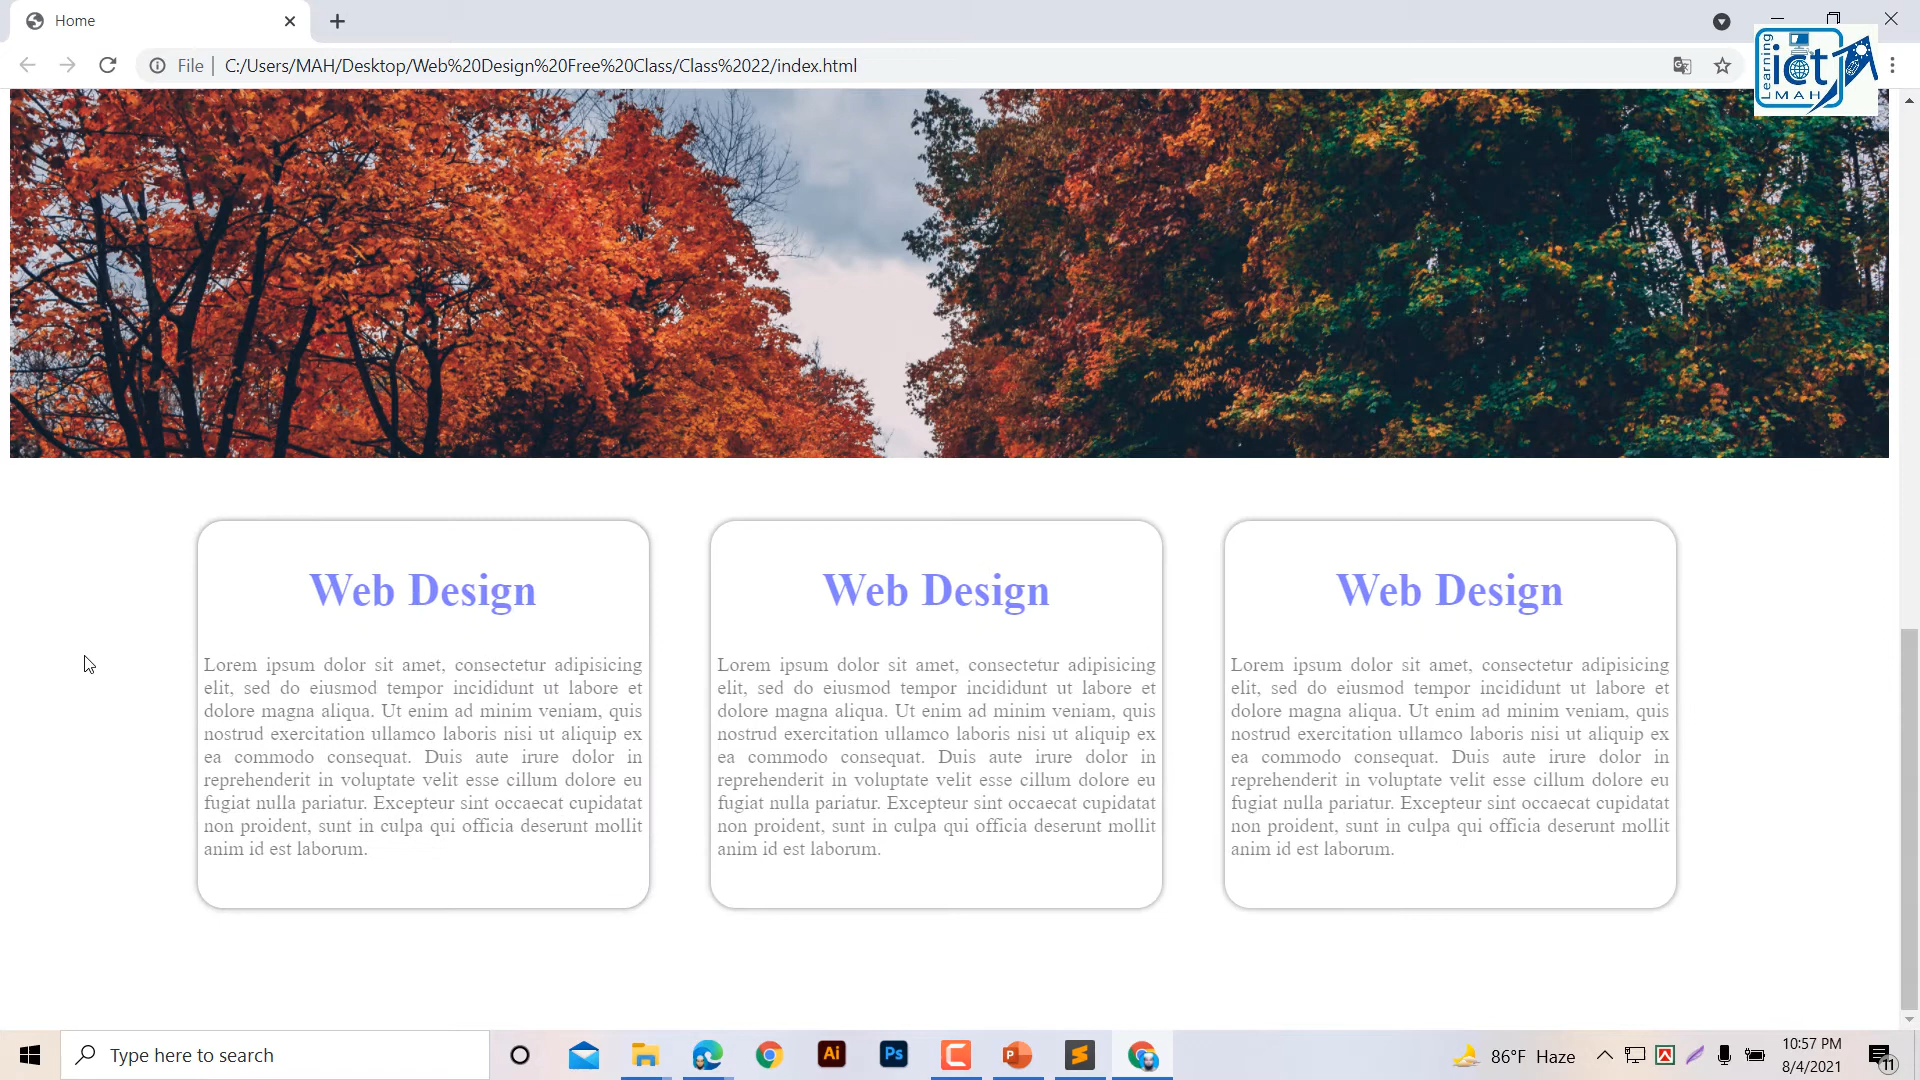 Home
File
C:/Users/MAH/Desktop/Web%20Design%20Free%20Class/Class%2022/index.html
Learning
ict
MAH
Web Design
Lorem ipsum dolor sit amet, consectetur adipisicing
elit, sed do eiusmod tempor incididunt ut labore et
dolore magna aliqua. Ut enim ad minim veniam, quis
nostrud exercitation ullamco laboris nisi ut aliquip ex
ea commodo consequat. Duis aute irure dolor in
reprehenderit in voluptate velit esse cillum dolore eu
fugiat nulla pariatur. Excepteur sint occaecat cupidatat
non proident, sunt in culpa qui officia deserunt mollit
anim id est laborum.
Web Design
Lorem ipsum dolor sit amet, consectetur adipisicing
elit, sed do eiusmod tempor incididunt ut labore et
dolore magna aliqua. Ut enim ad minim veniam, quis
nostrud exercitation ullamco laboris nisi ut aliquip ex
ea commodo consequat. Duis aute irure dolor in
reprehenderit in voluptate velit esse cillum dolore eu
fugiat nulla pariatur. Excepteur sint occaecat cupidatat
non proident, sunt in culpa qui officia deserunt mollit
anim id est laborum.
Web Design
Lorem ipsum dolor sit amet, consectetur adipisicing
elit, sed do eiusmod tempor incididunt ut labore et
dolore magna aliqua. Ut enim ad minim veniam, quis
nostrud exercitation ullamco laboris nisi ut aliquip ex
ea commodo consequat. Duis aute irure dolor in
reprehenderit in voluptate velit esse cillum dolore eu
fugiat nulla pariatur. Excepteur sint occaecat cupidatat
non proident, sunt in culpa qui officia deserunt mollit
anim id est laborum.
Type here to search
Ai
Ps
P
86°F Haze
10:57 PM
8/4/2021
11